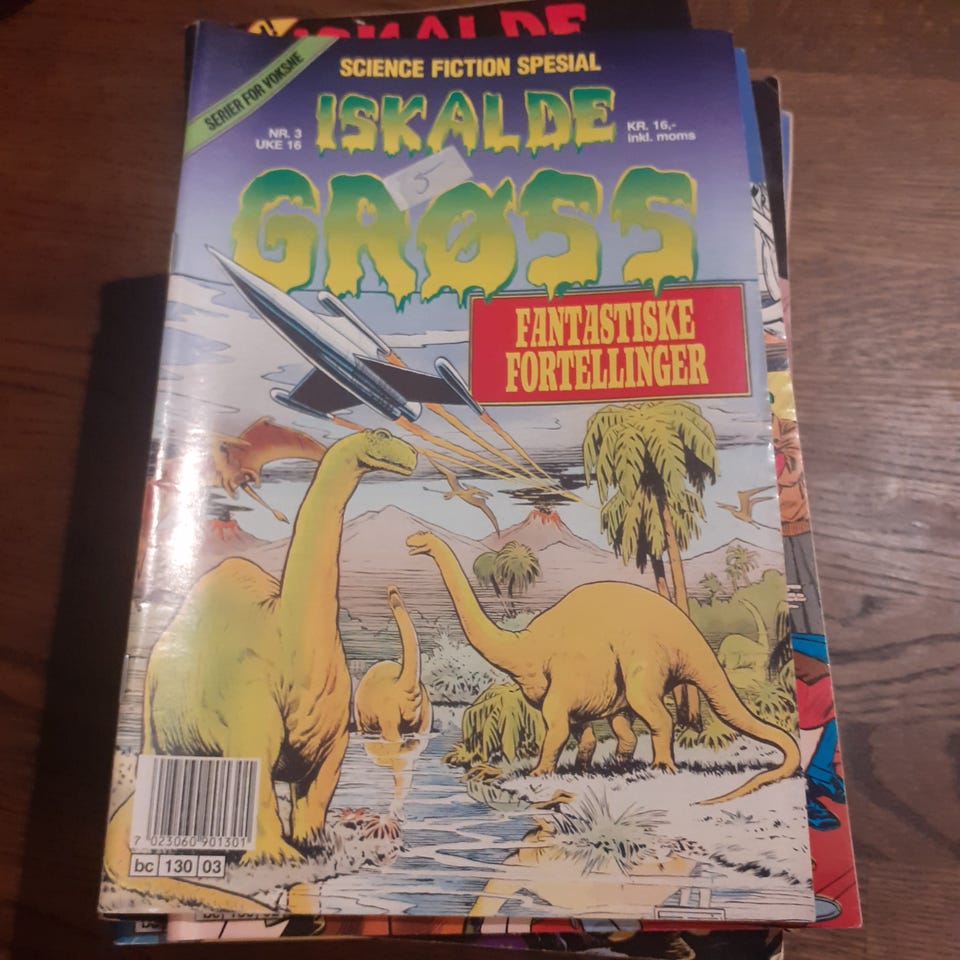 ISKALDE
SERIER FOR VOKSNE
SCIENCE FICTION SPESIAL
NR. 3
UKE 16
ISKALDE
KR. 16,-
inkl. moms
5
GRØSS
FANTASTISKE
FORTELLINGER
7 023060 901301
bc 130 03